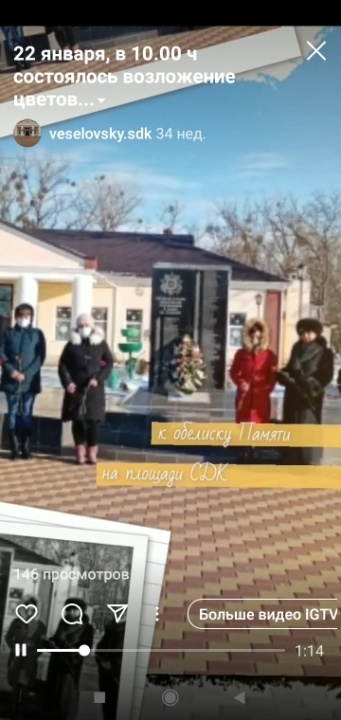 22 января, в 10.00 ч
состоялось возложение
цветов...
veselovsky.sdk 34 нед.
к обелиску Памяти
на площади СДК
146 просмотров
Больше видео IGTV
1:14